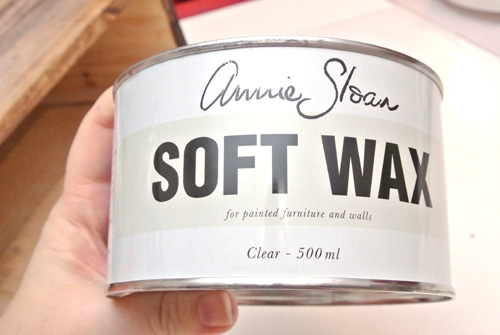 Annie Sloan
SOFT WAX
for painted furniture and walls
Clear - 500ml